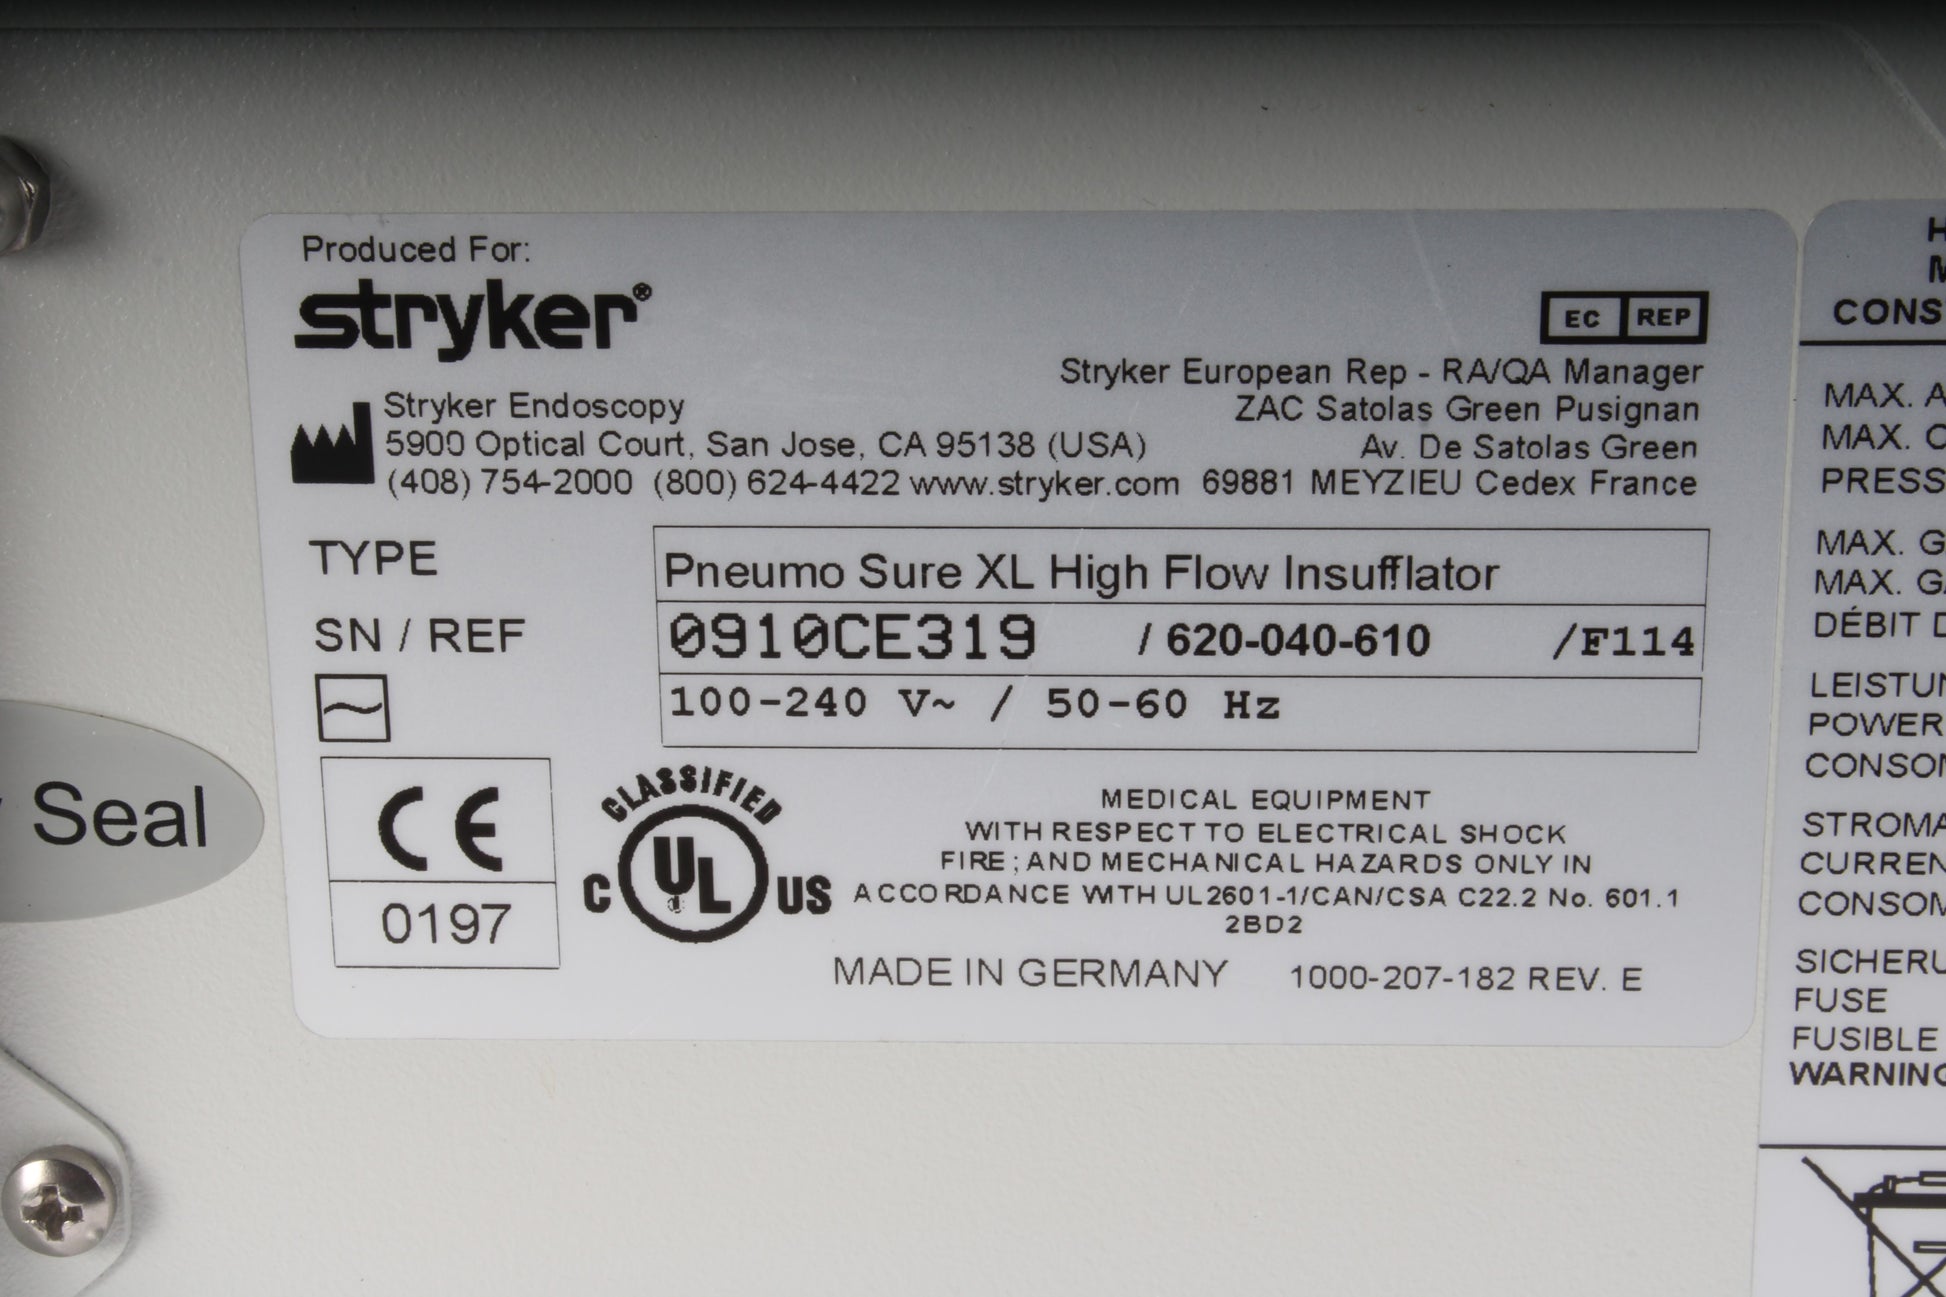 Produced For:
stryker®
EC REP
Stryker Endoscopy
5900 Optical Court, San Jose, CA 95138 (USA)
(408) 754-2000 (800) 624-4422 www.stryker.com
Stryker European Rep - RA/QA Manager
ZAC Satolas Green Pusignan
Av. De Satolas Green
69881 MEYZIEU Cedex France
TYPE Pneumo Sure XL High Flow Insufflator
SN / REF 0910CE319 / 620-040-610 /F114
100-240 V~ / 50-60 Hz
CE
0197
CLASSIFIED
C UL US
MEDICAL EQUIPMENT
WITH RESPECT TO ELECTRICAL SHOCK
FIRE; AND MECHANICAL HAZARDS ONLY IN
ACCORDANCE WITH UL2601-1/CAN/CSA C22.2 No. 601.1
2BD2
MADE IN GERMANY 1000-207-182 REV. E
Seal
CONS
MAX. A
MAX. C
PRESS
MAX. G
MAX. GA
DÉBIT D
LEISTUN
POWER
CONSOM
STROMA
CURREN
CONSOM
SICHERU
FUSE
FUSIBLE
WARNING